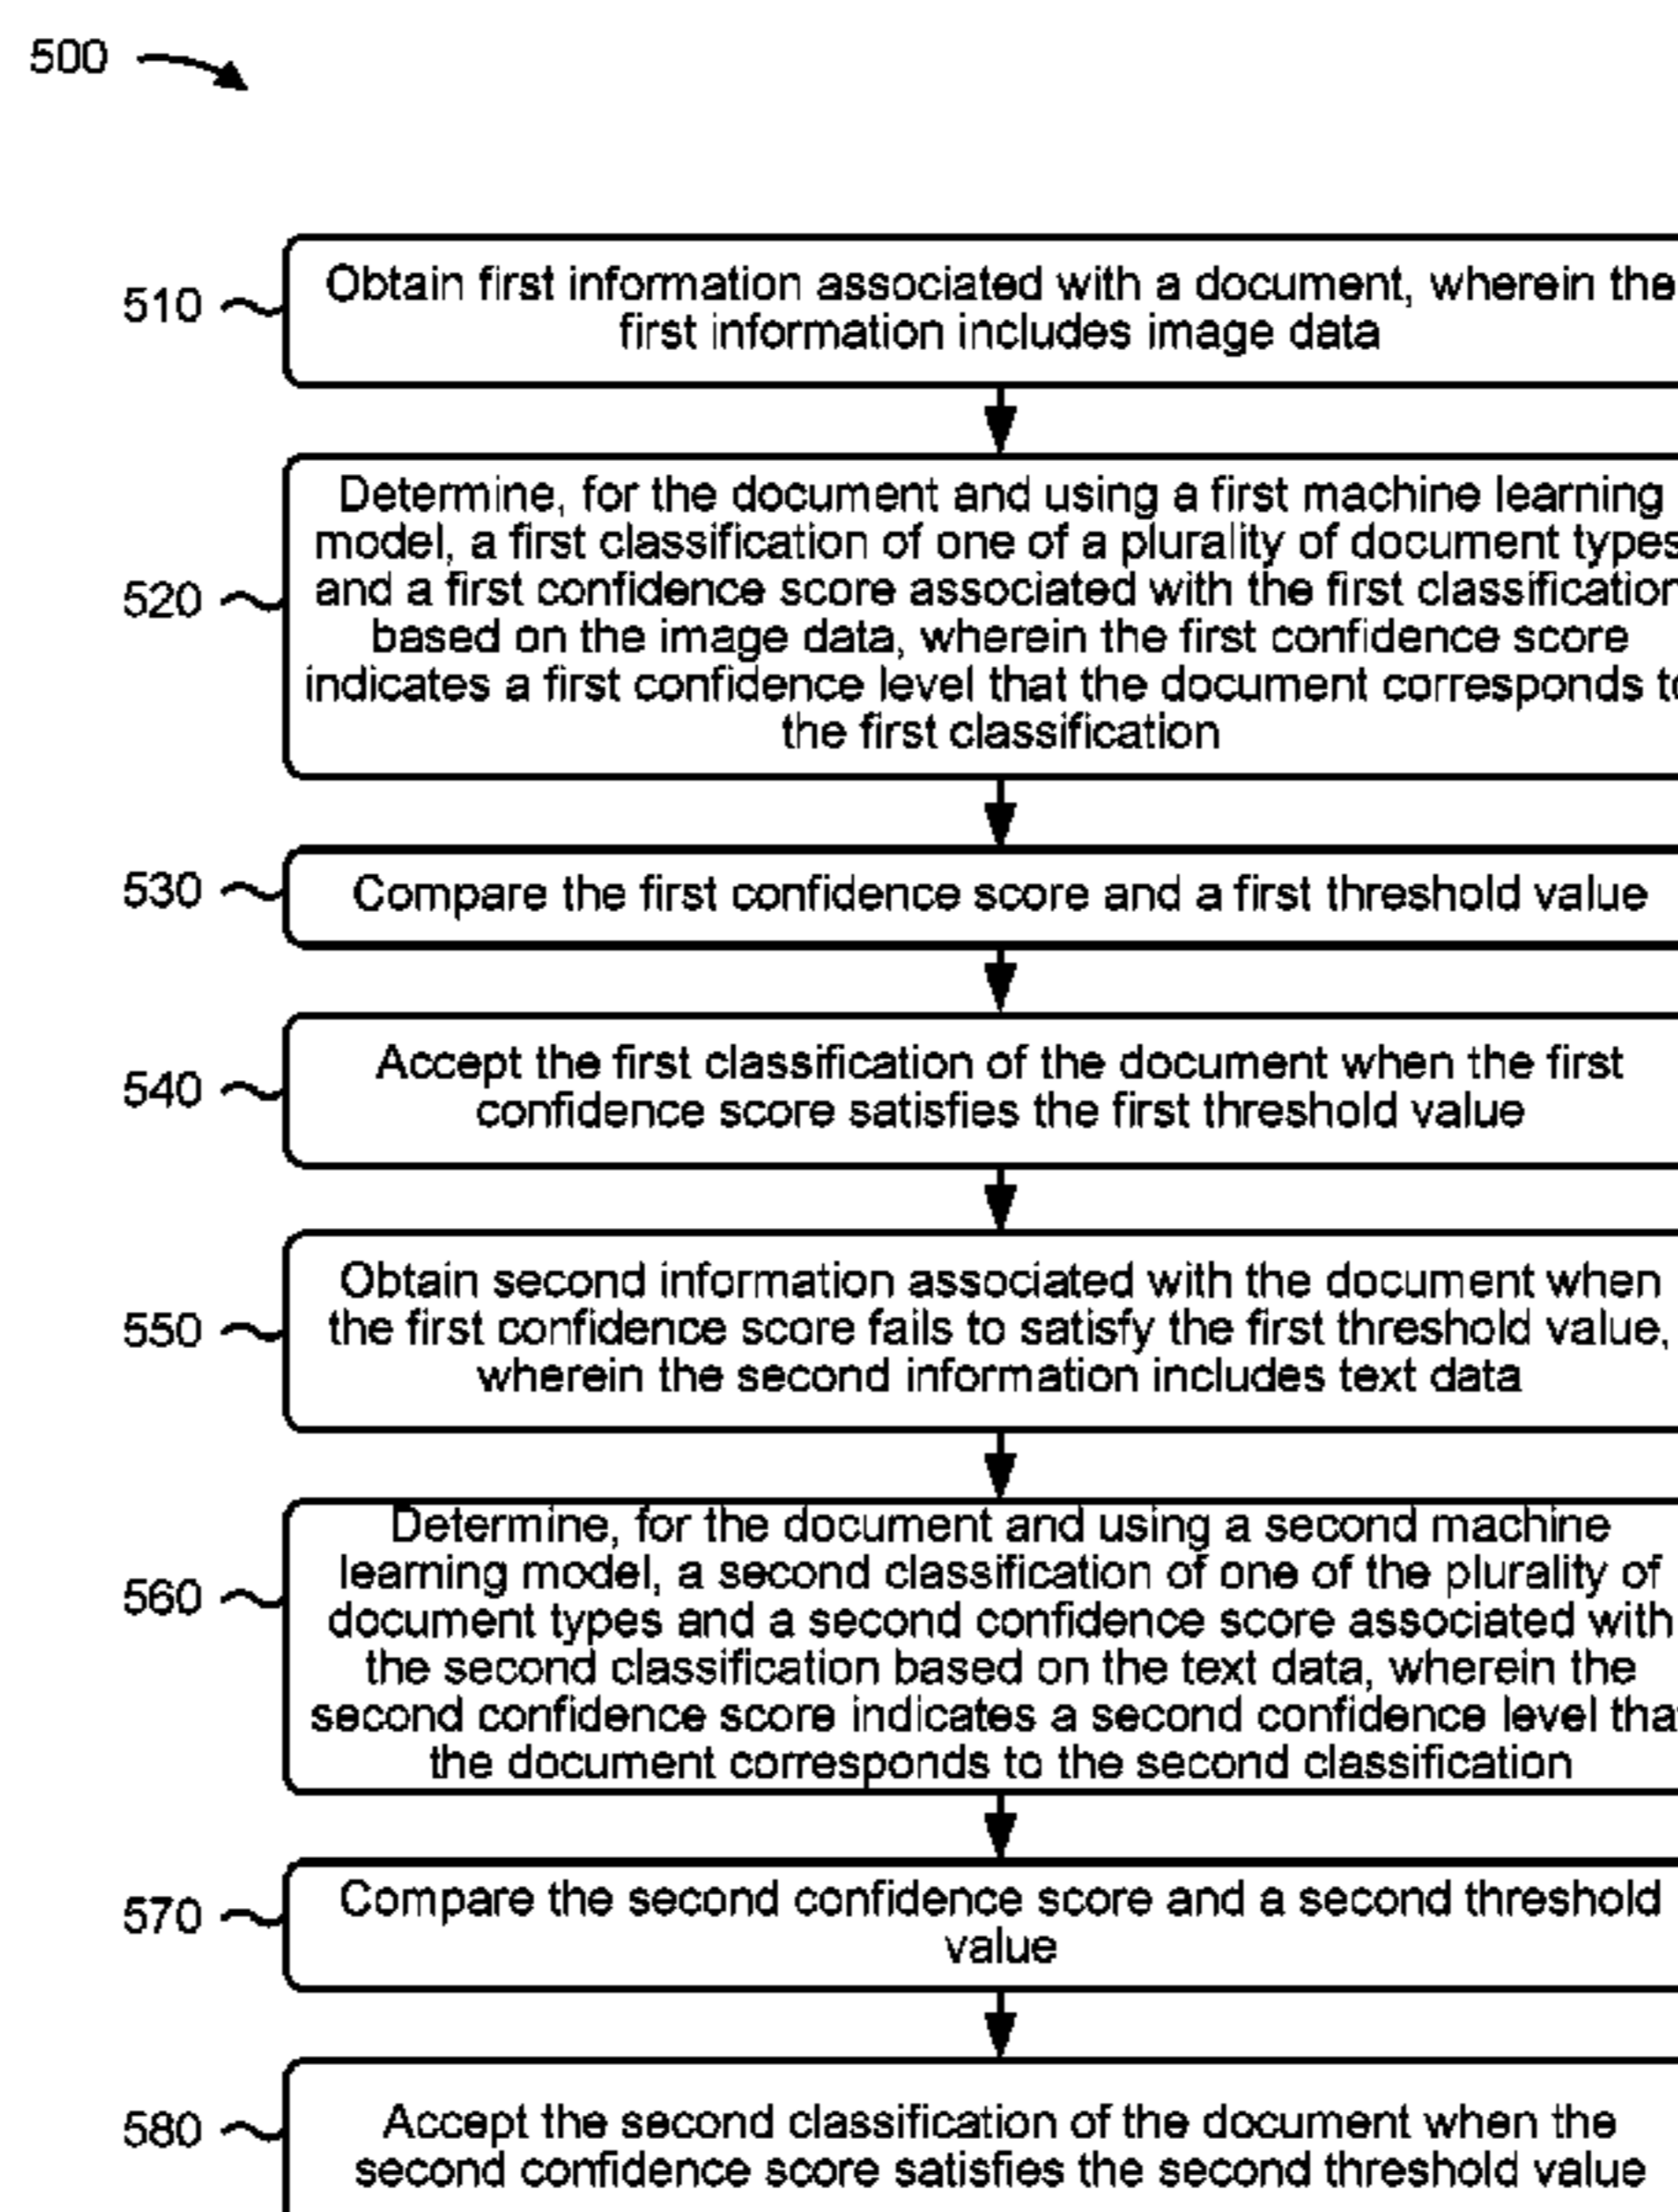 500
510
Obtain first information associated with a document, wherein the
first information includes image data
520
Determine, for the document and using a first machine learning
model, a first classification of one of a plurality of document types
and a first confidence score associated with the first classification
based on the image data, wherein the first confidence score
indicates a first confidence level that the document corresponds to
the first classification
530
Compare the first confidence score and a first threshold value
540
Accept the first classification of the document when the first
confidence score satisfies the first threshold value
550
Obtain second information associated with the document when
the first confidence score fails to satisfy the first threshold value,
wherein the second information includes text data
560
Determine, for the document and using a second machine
learning model, a second classification of one of the plurality of
document types and a second confidence score associated with
the second classification based on the text data, wherein the
second confidence score indicates a second confidence level that
the document corresponds to the second classification
570
Compare the second confidence score and a second threshold
value
580
Accept the second classification of the document when the
second confidence score satisfies the second threshold value